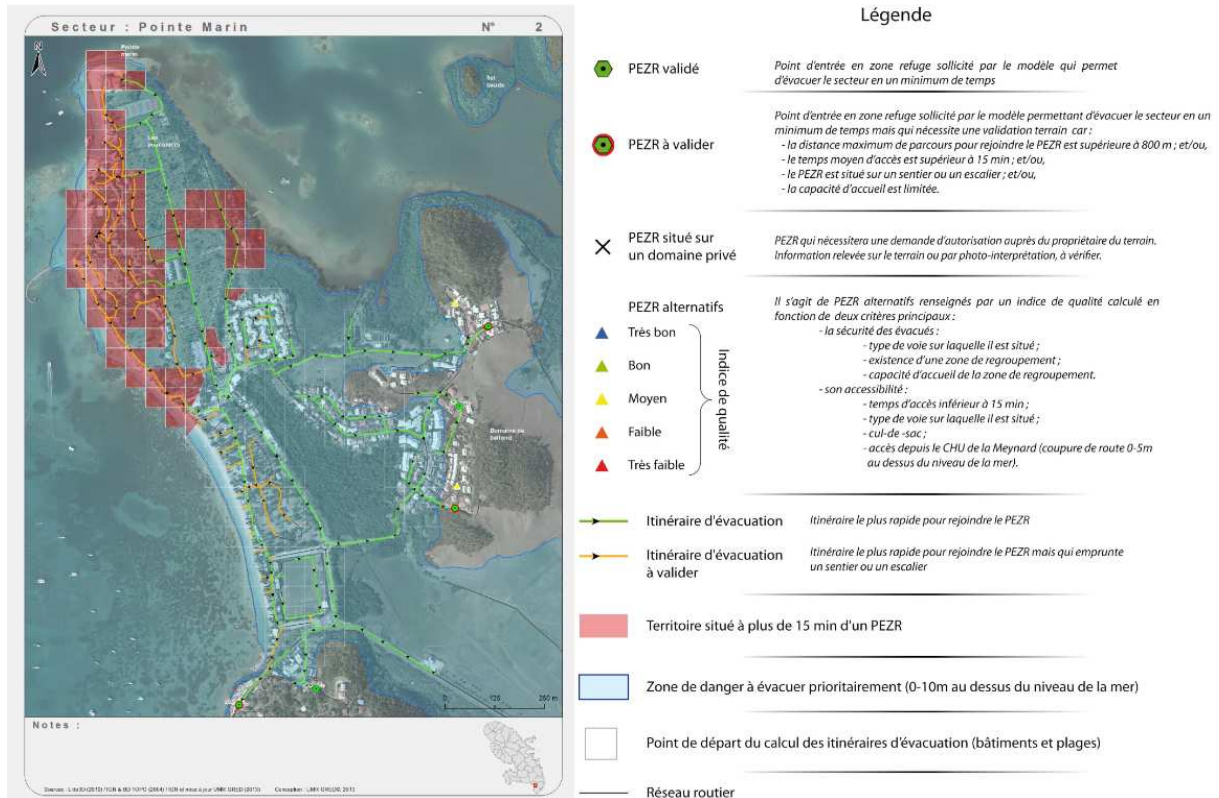 Secteur : Pointe Marin N° 2
N
Pointe
marin
Domaine de
belfond
0 125 250 m
Notes :
Légende
PEZR validé
Point d'entrée en zone refuge sollicité par le modèle qui permet
d'évacuer le secteur en un minimum de temps
PEZR à valider
Point d'entrée en zone refuge sollicité par le modèle permettant d'évacuer le secteur en un
minimum de temps mais qui nécessite une validation terrain car :
- la distance maximum de parcours pour rejoindre le PEZR est supérieure à 800 m ; et/ou,
- le temps moyen d'accès est supérieur à 15 min ; et/ou,
- le PEZR est situé sur un sentier ou un escalier ; et/ou,
- la capacité d'accueil est limitée.
PEZR situé sur
un domaine privé
PEZR qui nécessitera une demande d'autorisation auprès du propriétaire du terrain.
Information relevée sur le terrain ou par photo-interprétation, à vérifier.
PEZR alternatifs
Très bon
Bon
Moyen
Faible
Très faible
Indice de qualité
Il s'agit de PEZR alternatifs renseignés par un indice de qualité calculé en
fonction de deux critères principaux :
- la sécurité des évacués :
- type de voie sur laquelle il est situé ;
- existence d'une zone de regroupement ;
- capacité d'accueil de la zone de regroupement.
- son accessibilité :
- temps d'accès inférieur à 15 min ;
- type de voie sur laquelle il est situé ;
- cul-de -sac ;
- accès depuis le CHU de la Meynard (coupure de route 0-5m
au dessus du niveau de la mer).
Itinéraire d'évacuation
Itinéraire le plus rapide pour rejoindre le PEZR
Itinéraire d'évacuation
à valider
Itinéraire le plus rapide pour rejoindre le PEZR mais qui emprunte
un sentier ou un escalier
Territoire situé à plus de 15 min d'un PEZR
Zone de danger à évacuer prioritairement (0-10m au dessus du niveau de la mer)
Point de départ du calcul des itinéraires d'évacuation (bâtiments et plages)
Réseau routier